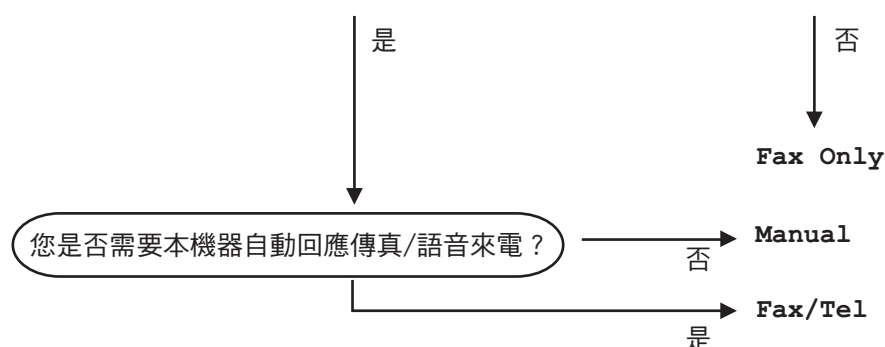 是
否
Fax Only
您是否需要本機器自動回應傳真/語音來電？
否
Manual
是
Fax/Tel